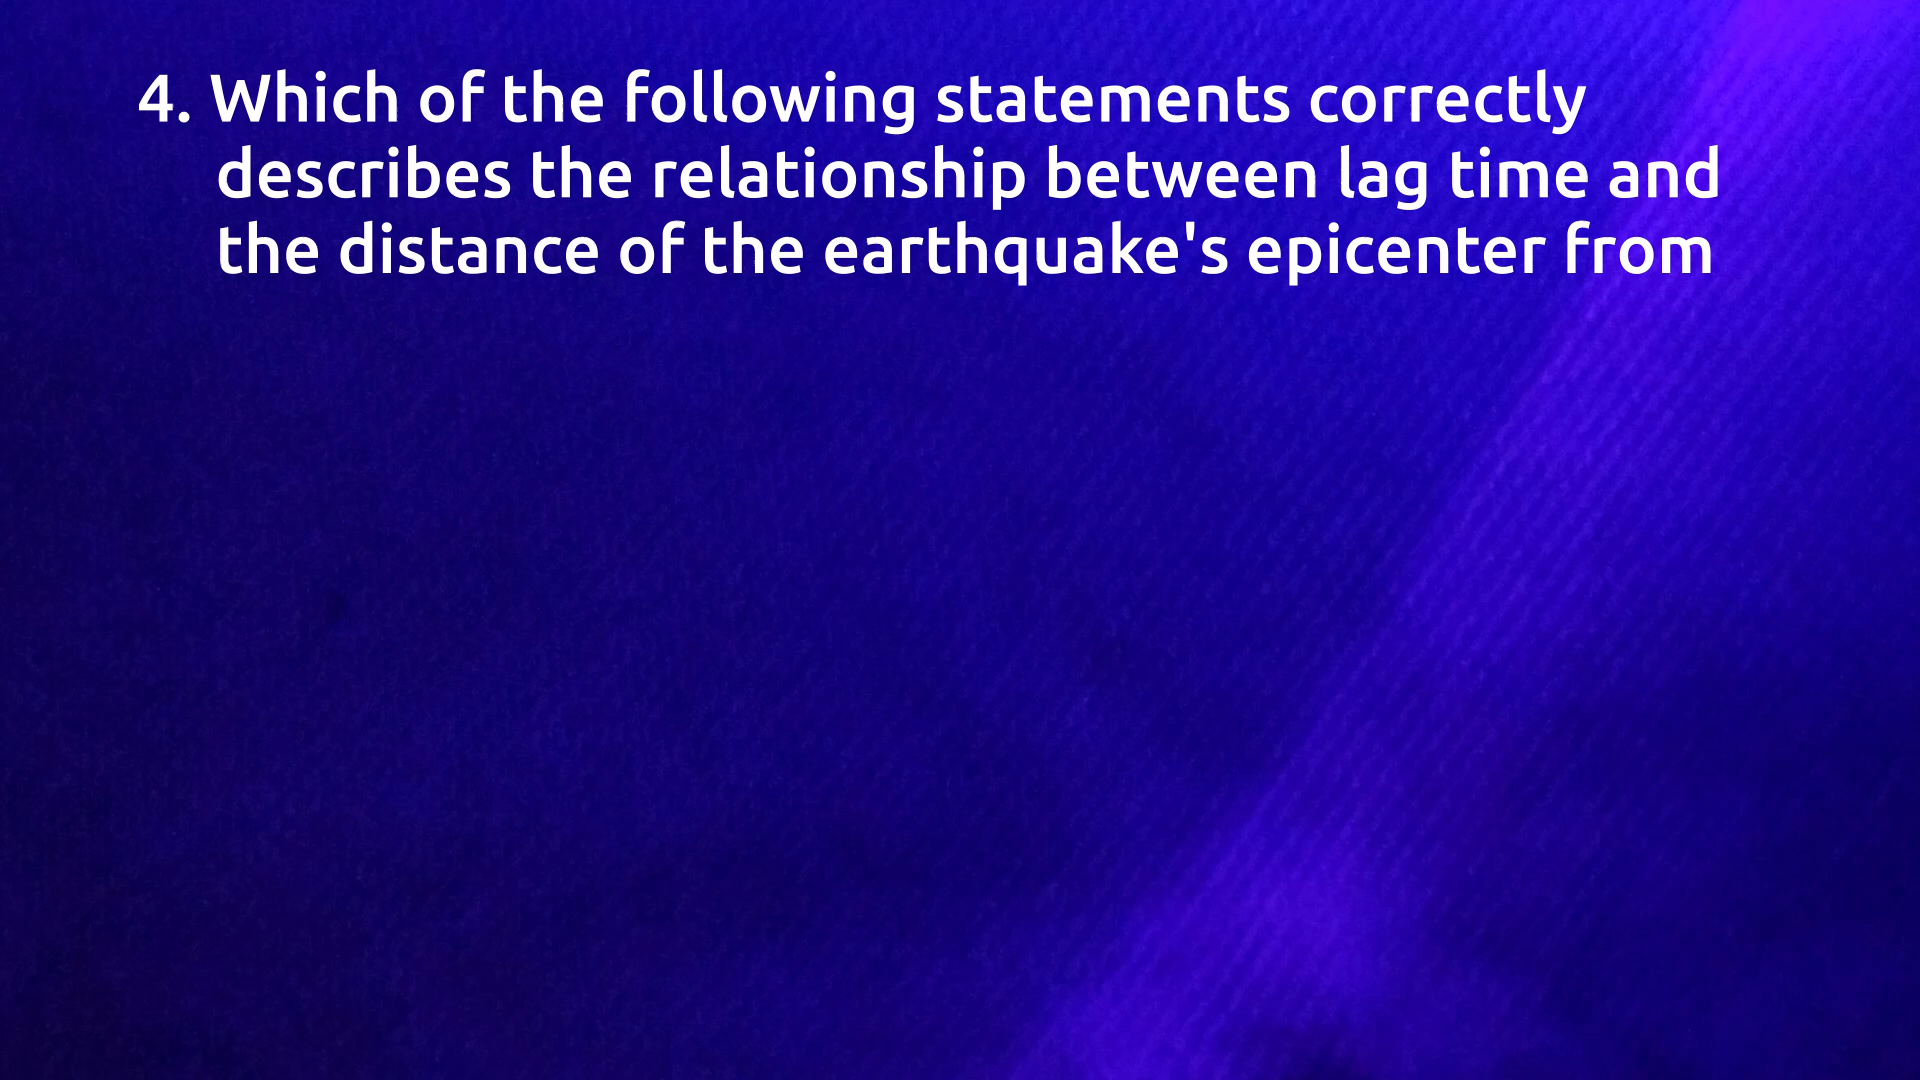 4. Which of the following statements correctly
describes the relationship between lag time and
the distance of the earthquake's epicenter from